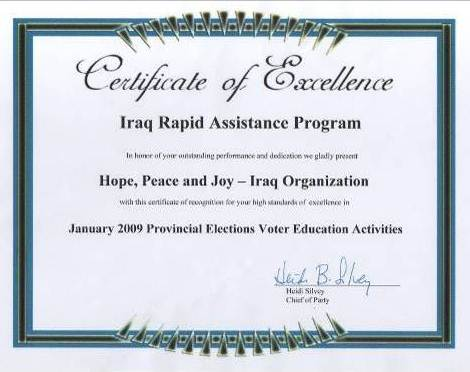 Certificate of Excellence
Iraq Rapid Assistance Program
In honor of your outstanding performance and dedication we gladly present
Hope, Peace and Joy – Iraq Organization
with this certificate of recognition for your high standards of excellence in
January 2009 Provincial Elections Voter Education Activities
Heidi B. Silvey
Heidi Silvey
Chief of Party